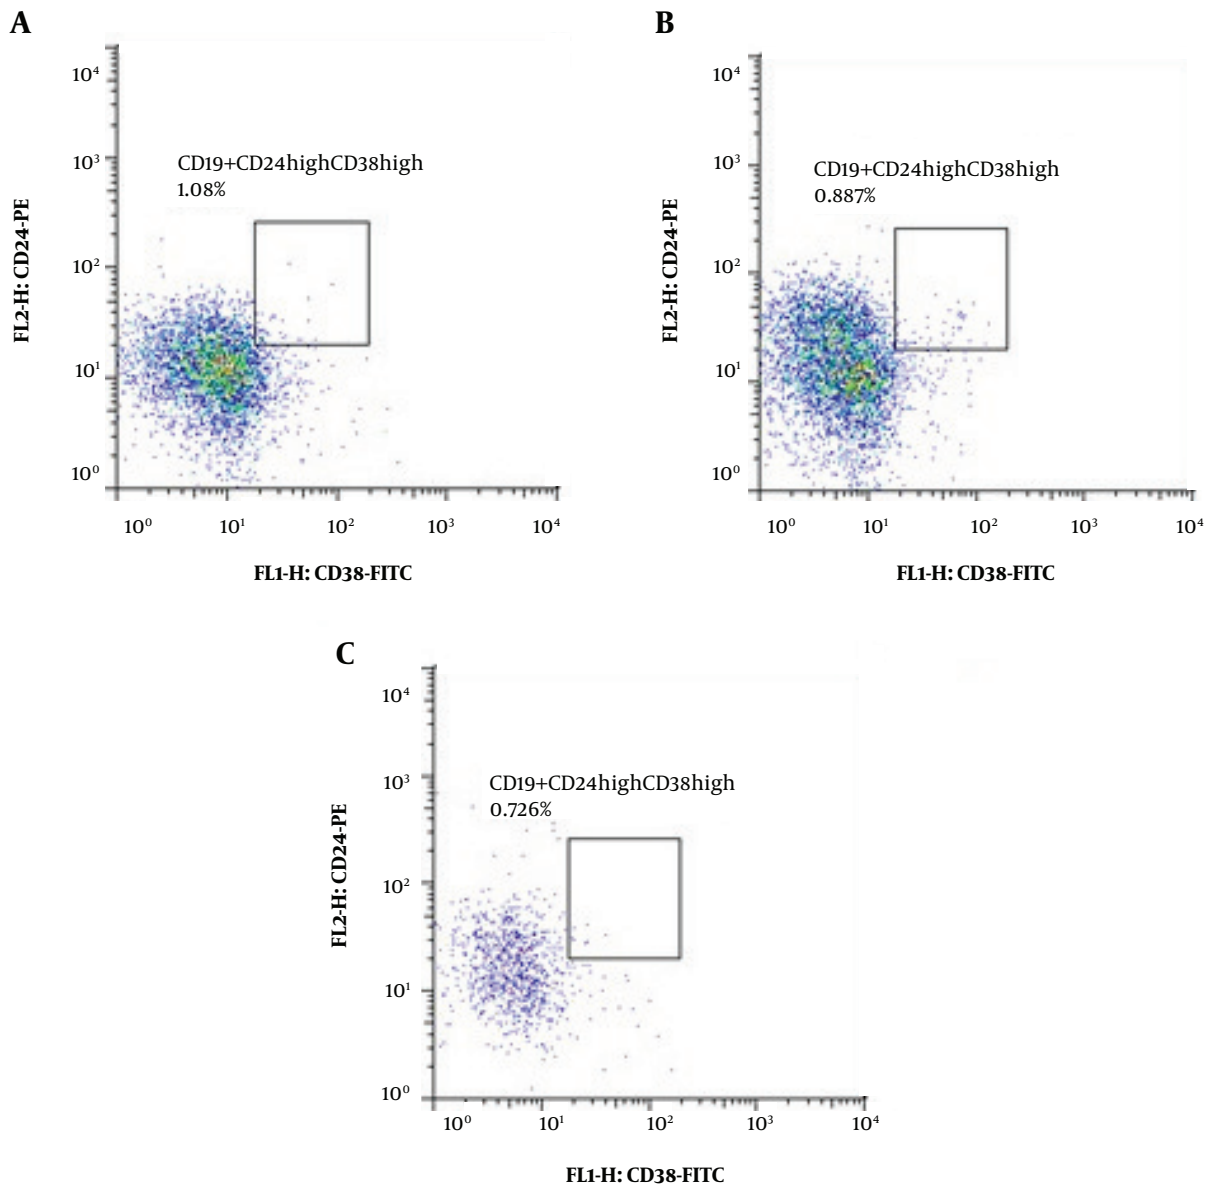 A
10⁴
10³
10²
10¹
10⁰
FL2-H: CD24-PE
CD19+CD24highCD38high
1.08%
10⁰ 10¹ 10² 10³ 10⁴
FL1-H: CD38-FITC
B
10⁴
10³
10²
10¹
10⁰
FL2-H: CD24-PE
CD19+CD24highCD38high
0.887%
10⁰ 10¹ 10² 10³ 10⁴
FL1-H: CD38-FITC
C
10⁴
10³
10²
10¹
10⁰
FL2-H: CD24-PE
CD19+CD24highCD38high
0.726%
10⁰ 10¹ 10² 10³ 10⁴
FL1-H: CD38-FITC